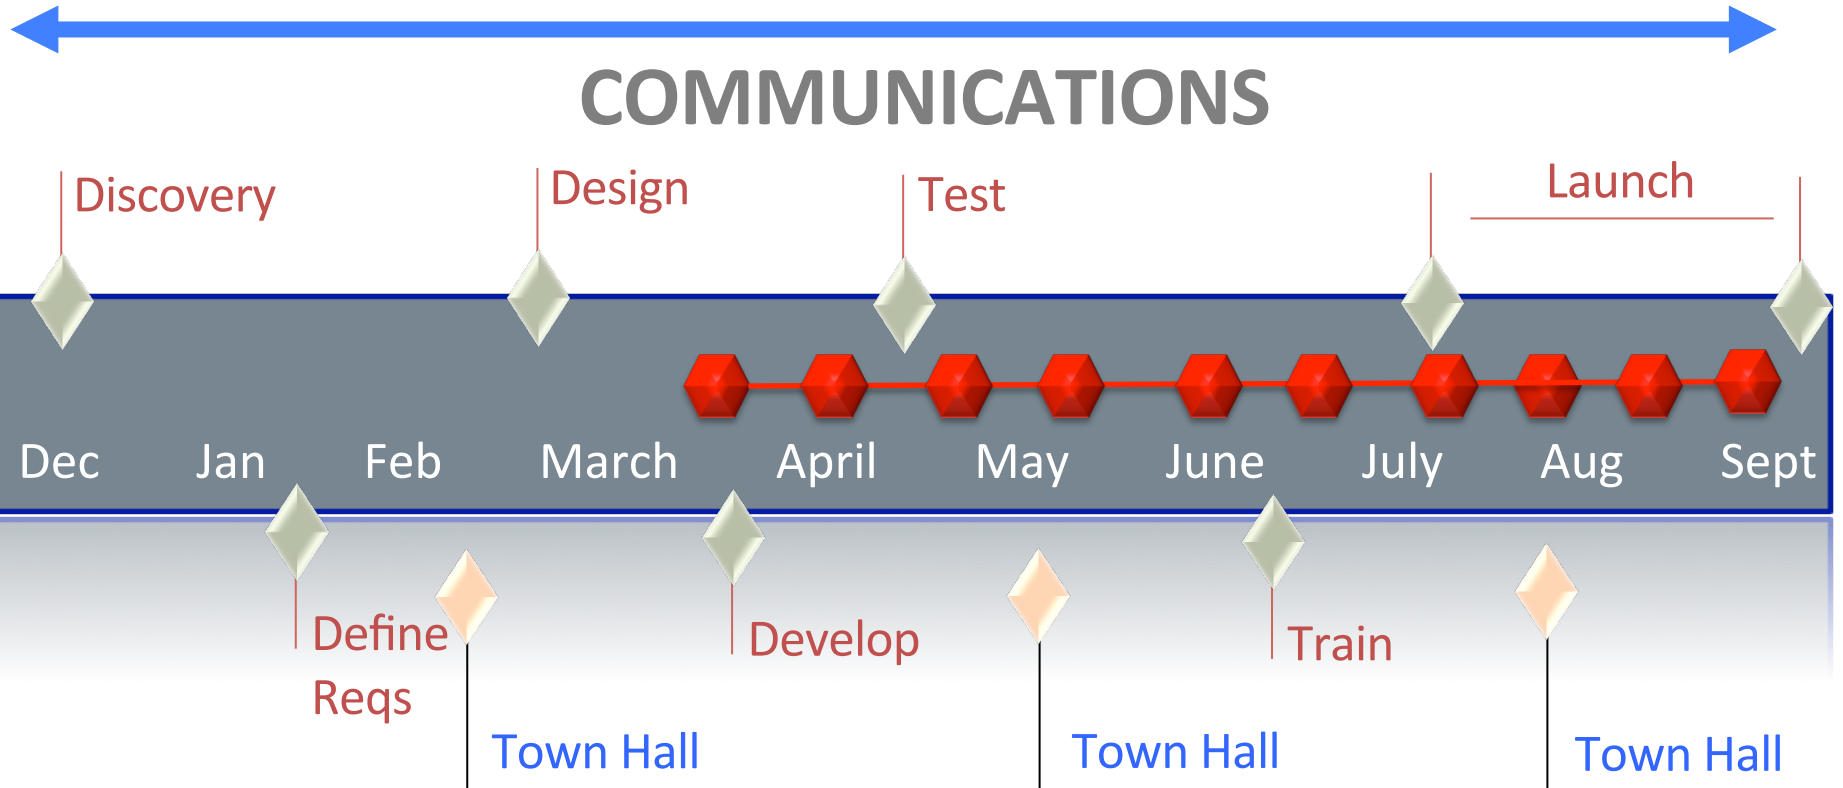 COMMUNICATIONS
Discovery
Design
Test
Launch
Dec Jan Feb March April May June July Aug Sept
Define
Reqs
Develop
Train
Town Hall
Town Hall
Town Hall